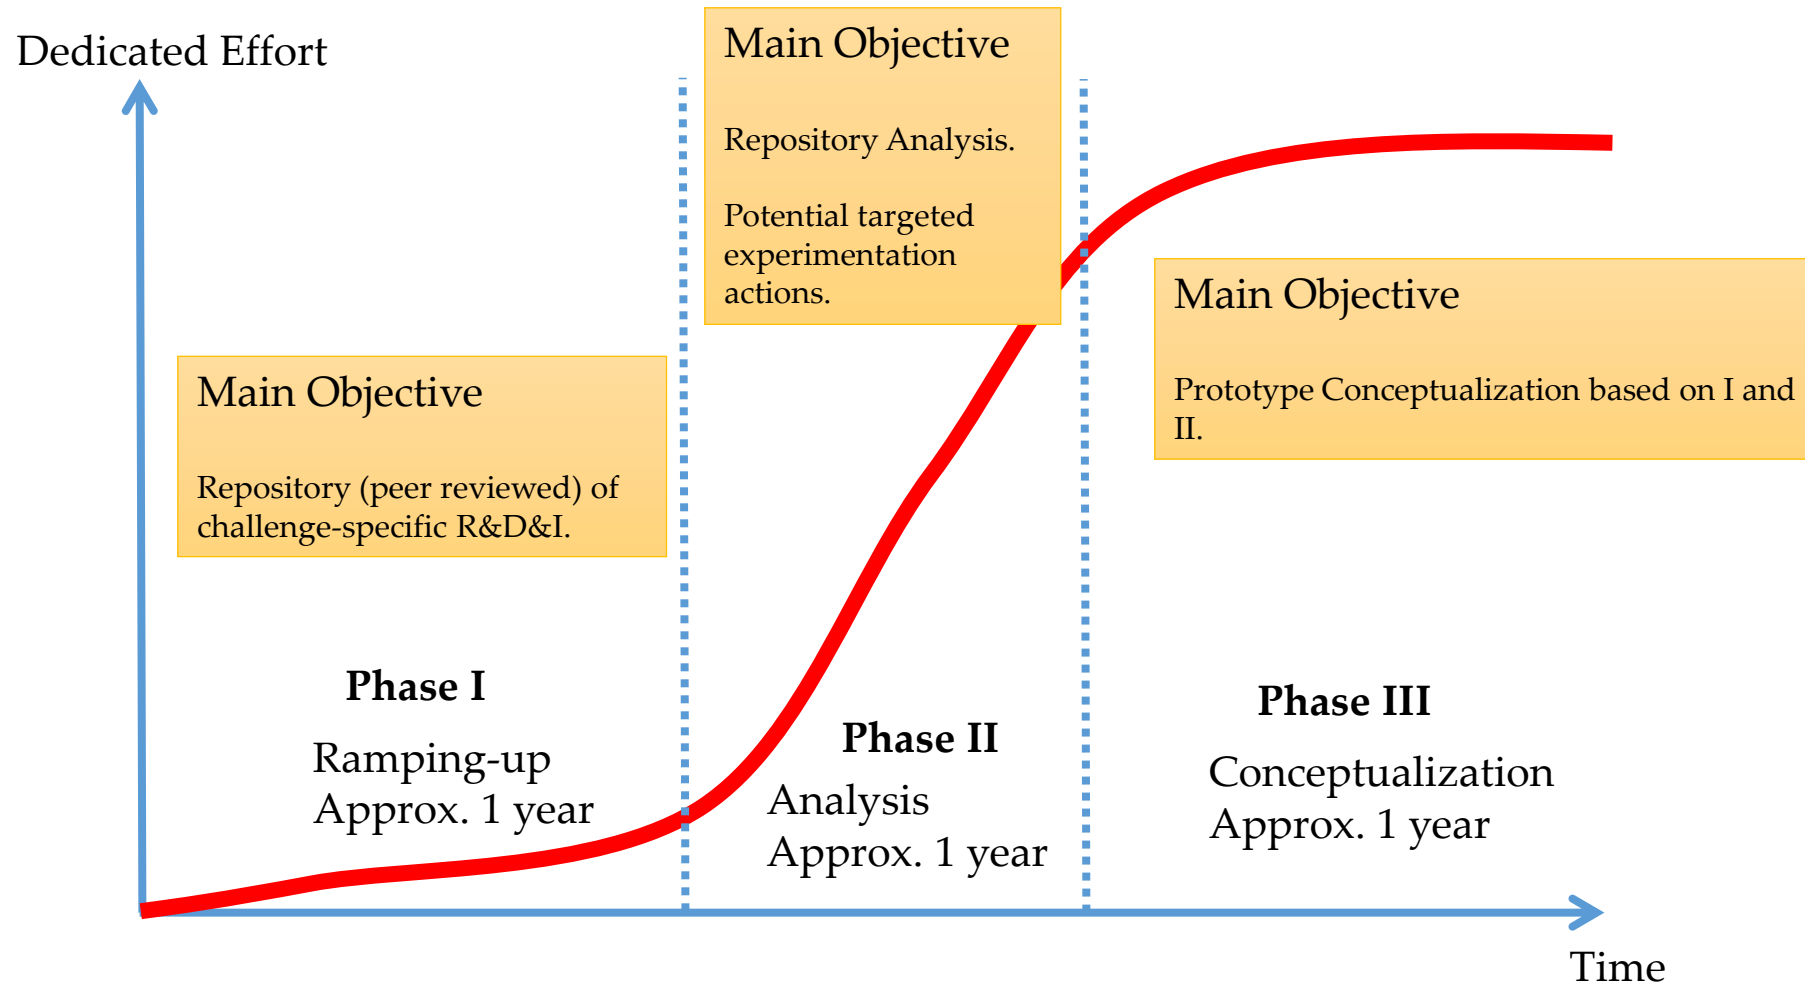 Dedicated Effort
Main Objective
Repository (peer reviewed) of
challenge-specific R&D&I.
Phase I
Ramping-up
Approx. 1 year
Main Objective
Repository Analysis.
Potential targeted
experimentation
actions.
Phase II
Analysis
Approx. 1 year
Main Objective
Prototype Conceptualization based on I and
II.
Phase III
Conceptualization
Approx. 1 year
Time